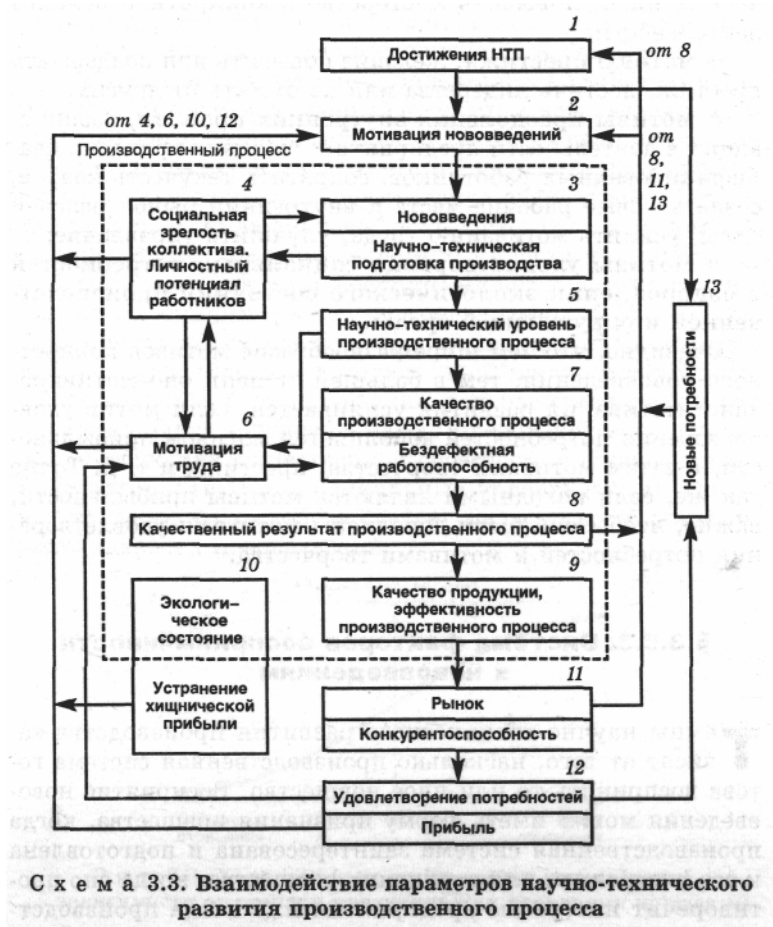 1
Достижения НТП
от 8
2
от 4, 6, 10, 12
Мотивация нововведений
от
8,
11,
13
Производственный процесс
4
3
Социальная
зрелость
коллектива.
Личностный
потенциал
работников
Нововведения
Научно-техническая
подготовка производства
5
Научно-технический уровень
производственного процесса
13
Новые потребности
7
Качество
производственного процесса
6
Мотивация
труда
Бездефектная
работоспособность
8
Качественный результат производственного процесса
10
9
Экологи-
ческое
состояние
Качество продукции,
эффективность
производственного процесса
11
Устранение
хищнической
прибыли
Рынок
Конкурентоспособность
12
Удовлетворение потребностей
Прибыль
Схема 3.3. Взаимодействие параметров научно-технического
развития производственного процесса